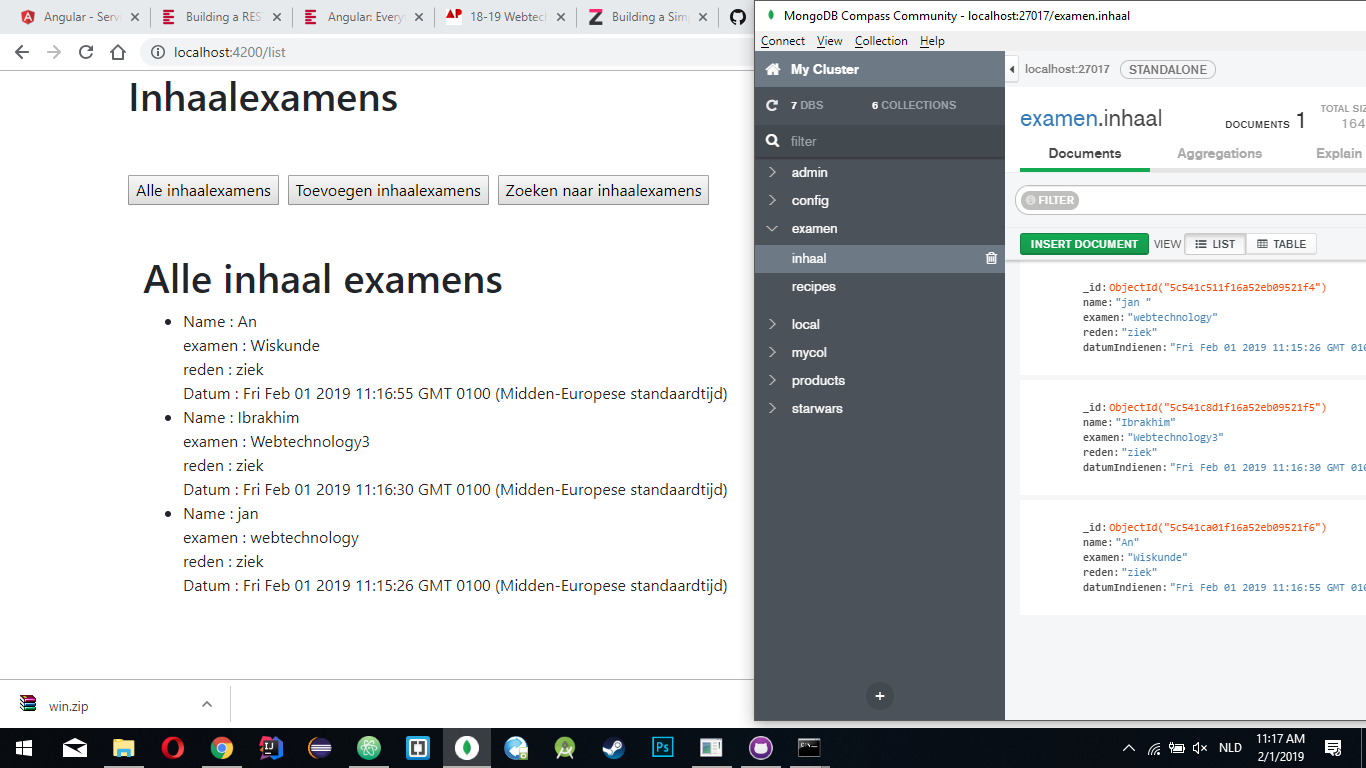 Angular - Servi
Building a RES
Angular: Every
18-19 Webtech
Building a Simp
localhost:4200/list
Inhaalexamens
Alle inhaalexamens
Toevoegen inhaalexamens
Zoeken naar inhaalexamens
Alle inhaal examens
Name : An
examen : Wiskunde
reden : ziek
Datum : Fri Feb 01 2019 11:16:55 GMT 0100 (Midden-Europese standaardtijd)
Name : Ibrakhim
examen : Webtechnology3
reden : ziek
Datum : Fri Feb 01 2019 11:16:30 GMT 0100 (Midden-Europese standaardtijd)
Name : jan
examen : webtechnology
reden : ziek
Datum : Fri Feb 01 2019 11:15:26 GMT 0100 (Midden-Europese standaardtijd)
win.zip
MongoDB Compass Community - localhost:27017/examen.inhaal
Connect View Collection Help
My Cluster
7 DBS 6 COLLECTIONS
filter
admin
config
examen
inhaal
recipes
local
mycol
products
starwars
localhost:27017 STANDALONE
examen.inhaal
DOCUMENTS 1
TOTAL SIZ
164
Documents Aggregations Explain
FILTER
INSERT DOCUMENT VIEW LIST TABLE
_id:ObjectId("5c541c511f16a52eb09521f4")
name:"jan "
examen:"webtechnology"
reden:"ziek"
datumIndienen:"Fri Feb 01 2019 11:15:26 GMT 010
_id:ObjectId("5c541c8d1f16a52eb09521f5")
name:"Ibrakhim"
examen:"Webtechnology3"
reden:"ziek"
datumIndienen:"Fri Feb 01 2019 11:16:30 GMT 010
_id:ObjectId("5c541ca01f16a52eb09521f6")
name:"An"
examen:"Wiskunde"
reden:"ziek"
datumIndienen:"Fri Feb 01 2019 11:16:55 GMT 010
NLD
11:17 AM
2/1/2019